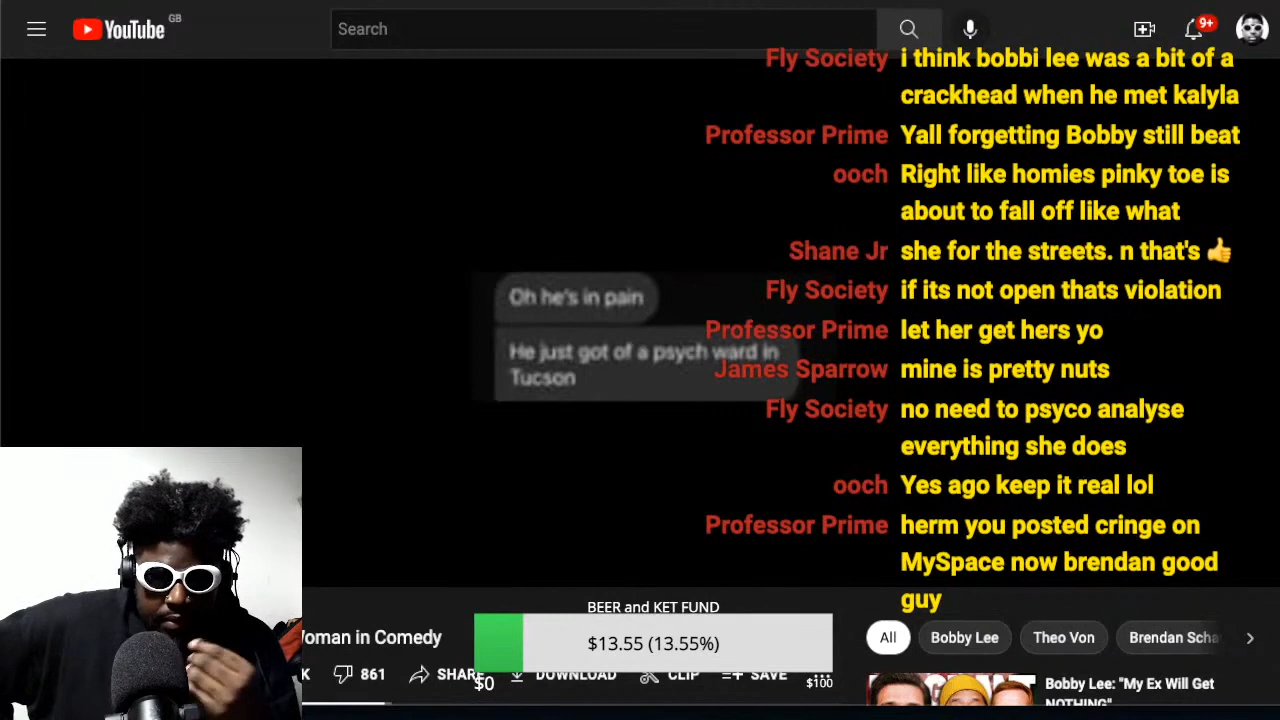 YouTube GB
Search
9+
Fly Society i think bobbi lee was a bit of a
crackhead when he met kalyla
Professor Prime Yall forgetting Bobby still beat
ooch Right like homies pinky toe is
about to fall off like what
Shane Jr she for the streets. n that's 👍
Fly Society if its not open thats violation
Oh he's in pain
Professor Prime let her get hers yo
He just got of a psych ward in
Tucson
James Sparrow mine is pretty nuts
Fly Society no need to psyco analyse
everything she does
ooch Yes ago keep it real lol
Professor Prime herm you posted cringe on
MySpace now brendan good
guy
BEER and KET FUND
$13.55 (13.55%)
$0
$100
Woman in Comedy
K 861 SHARE DOWNLOAD CLIP SAVE
All Bobby Lee Theo Von Brendan Scha
Bobby Lee: "My Ex Will Get
NOTHING"